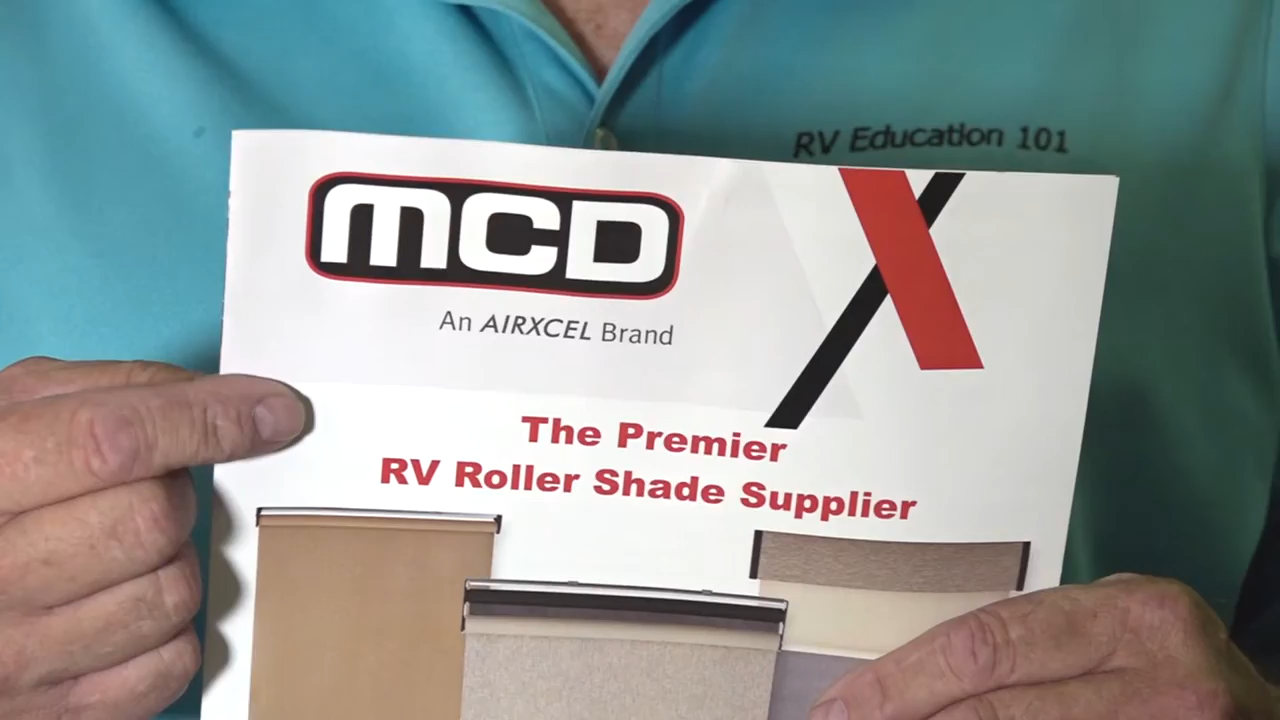 RV Education 101
MCD
An AIRXCEL Brand
The Premier
RV Roller Shade Supplier